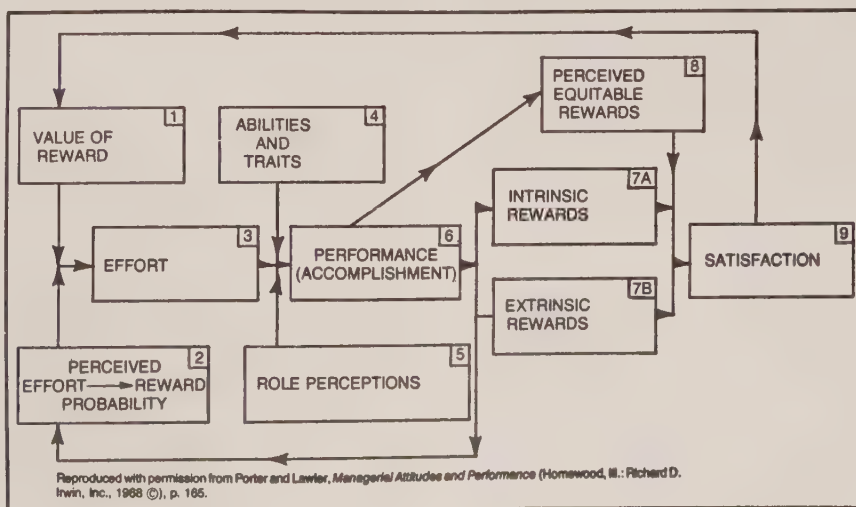 1
VALUE OF
REWARD
4
ABILITIES
AND
TRAITS
8
PERCEIVED
EQUITABLE
REWARDS
7A
INTRINSIC
REWARDS
3
EFFORT
6
PERFORMANCE
(ACCOMPLISHMENT)
9
SATISFACTION
7B
EXTRINSIC
REWARDS
2
PERCEIVED
EFFORT → REWARD
PROBABILITY
5
ROLE PERCEPTIONS
Reproduced with permission from Porter and Lawler, Managerial Attitudes and Performance (Homewood, Ill.: Richard D.
Irwin, Inc., 1968 ©), p. 165.